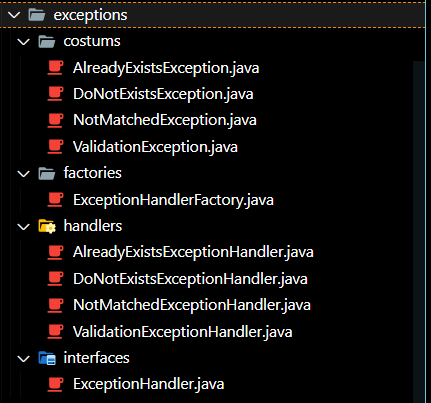 exceptions
costums
AlreadyExistsException.java
DoNotExistsException.java
NotMatchedException.java
ValidationException.java
factories
ExceptionHandlerFactory.java
handlers
AlreadyExistsExceptionHandler.java
DoNotExistsExceptionHandler.java
NotMatchedExceptionHandler.java
ValidationExceptionHandler.java
interfaces
ExceptionHandler.java